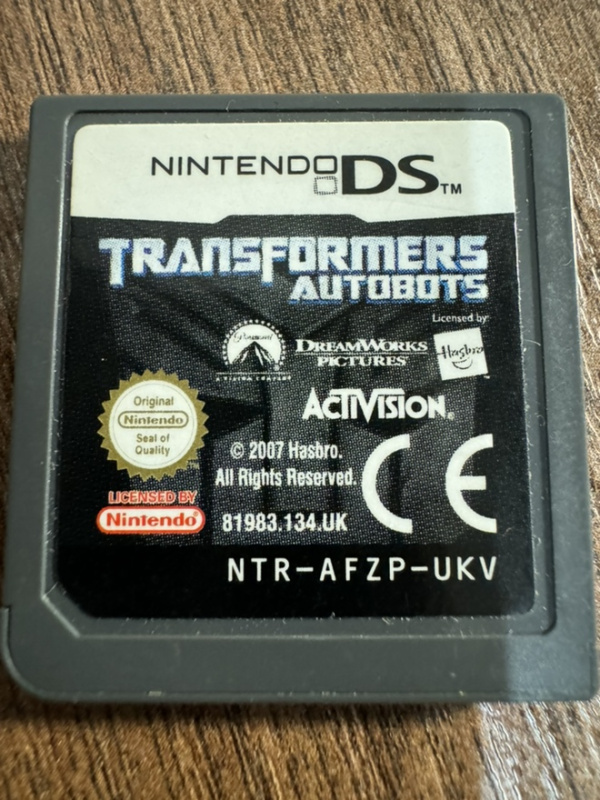 NINTENDO DS TM
TRANSFORMERS
AUTOBOTS
Licensed by:
Paramount
DREAMWORKS
PICTURES
Hasbro
ACTIVISION®
Original
Nintendo
Seal of
Quality
© 2007 Hasbro.
All Rights Reserved.
CE
LICENSED BY
Nintendo®
81983.134.UK
NTR-AFZP-UKV